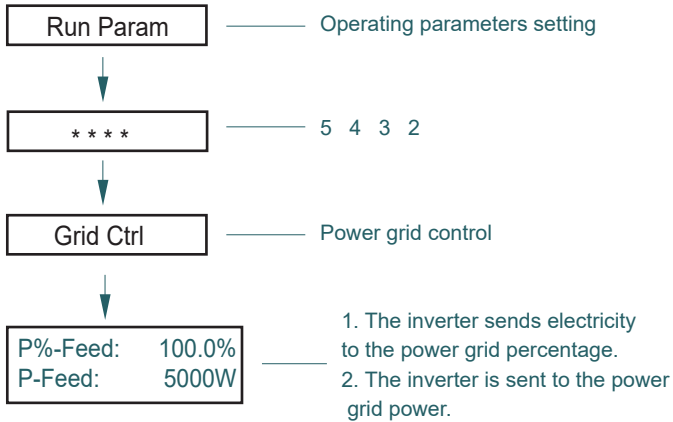 Run Param
Operating parameters setting
* * * *
5 4 3 2
Grid Ctrl
Power grid control
P%-Feed: 100.0%
P-Feed: 5000W
1. The inverter sends electricity
to the power grid percentage.
2. The inverter is sent to the power
grid power.